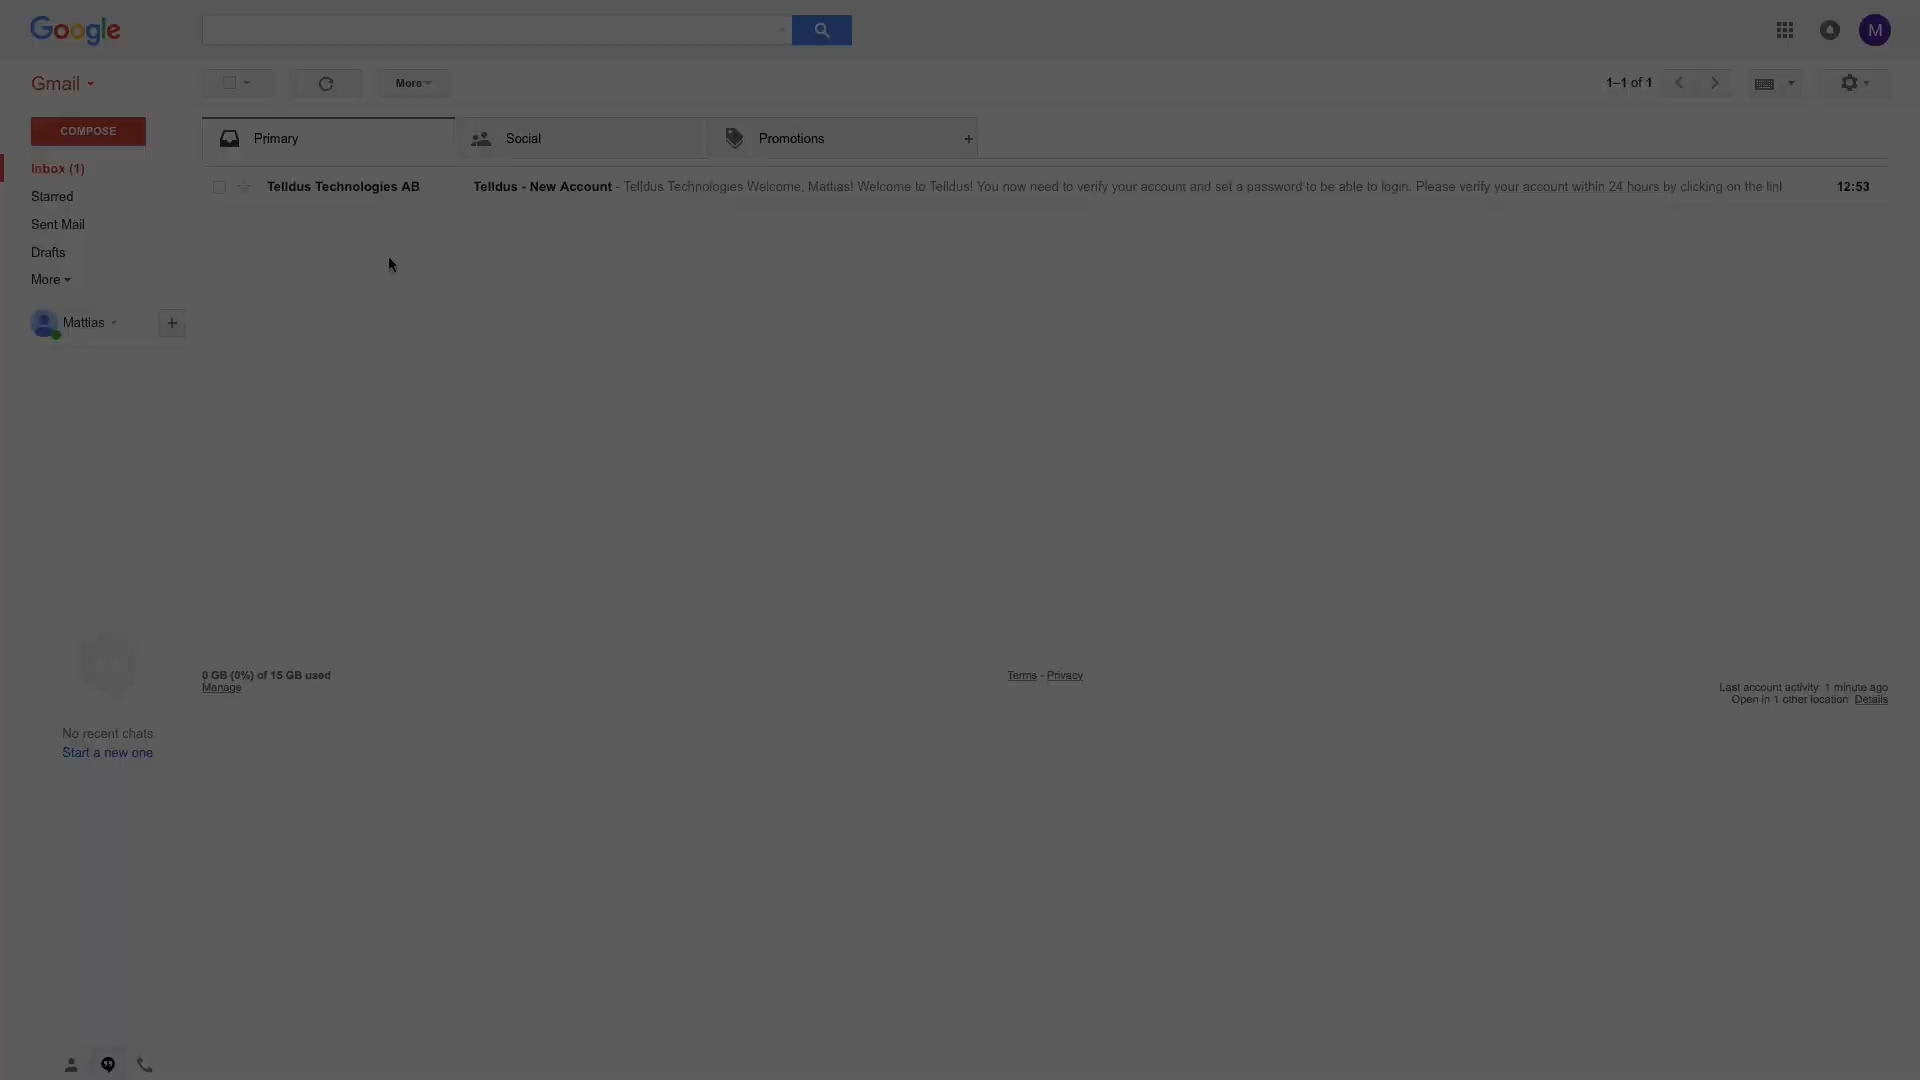 Google
M
Gmail
More
1–1 of 1
COMPOSE
Primary
Social
Promotions
+
Inbox (1)
Telldus Technologies AB Telldus - New Account - Telldus Technologies Welcome, Mattias! Welcome to Telldus! You now need to verify your account and set a password to be able to login. Please verify your account within 24 hours by clicking on the 12:53
Starred
Sent Mail
Drafts
More
Mattias
+
0 GB (0%) of 15 GB used
Manage
Terms - Privacy
Last account activity: 1 minute ago
Open in 1 other location Details
No recent chats
Start a new one